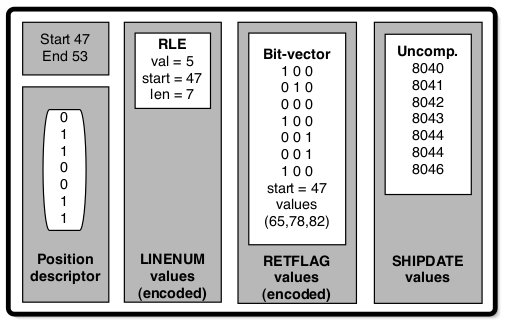 Start 47
End 53
0
1
1
0
0
1
1
Position
descriptor
RLE
val = 5
start = 47
len = 7
LINENUM
values
(encoded)
Bit-vector
1 0 0
0 1 0
0 0 0
1 0 0
0 0 1
0 0 1
1 0 0
start = 47
values
(65,78,82)
RETFLAG
values
(encoded)
Uncomp.
8040
8041
8042
8043
8044
8044
8046
SHIPDATE
values